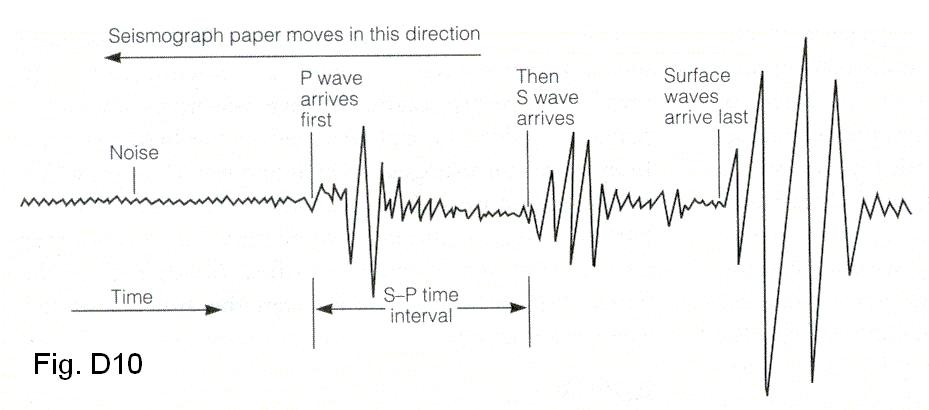 Seismograph paper moves in this direction
P wave
arrives
first
Then
S wave
arrives
Surface
waves
arrive last
Noise
Time
S–P time
interval
Fig. D10